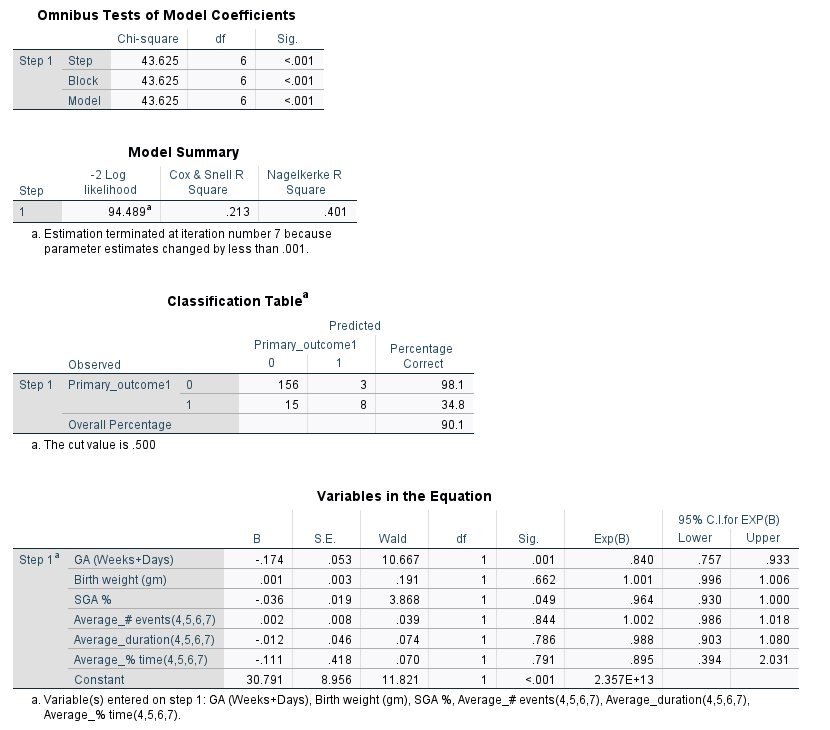 Omnibus Tests of Model Coefficients
Chi-square df Sig.
Step 1 Step 43.625 6 <.001
Block 43.625 6 <.001
Model 43.625 6 <.001
Model Summary
Step -2 Log likelihood Cox & Snell R Square Nagelkerke R Square
1 94.489a .213 .401
a. Estimation terminated at iteration number 7 because
parameter estimates changed by less than .001.
Classification Tablea
Predicted
Primary_outcome1 Percentage Correct
Observed 0 1
Step 1 Primary_outcome1 0 156 3 98.1
1 15 8 34.8
Overall Percentage 90.1
a. The cut value is .500
Variables in the Equation
95% C.I.for EXP(B)
B S.E. Wald df Sig. Exp(B) Lower Upper
Step 1a GA (Weeks+Days) -.174 .053 10.667 1 .001 .840 .757 .933
Birth weight (gm) .001 .003 .191 1 .662 1.001 .996 1.006
SGA % -.036 .019 3.868 1 .049 .964 .930 1.000
Average_# events(4,5,6,7) .002 .008 .039 1 .844 1.002 .986 1.018
Average_duration(4,5,6,7) -.012 .046 .074 1 .786 .988 .903 1.080
Average_% time(4,5,6,7) -.111 .418 .070 1 .791 .895 .394 2.031
Constant 30.791 8.956 11.821 1 <.001 2.357E+13
a. Variable(s) entered on step 1: GA (Weeks+Days), Birth weight (gm), SGA %, Average_# events(4,5,6,7), Average_duration(4,5,6,7),
Average_% time(4,5,6,7).